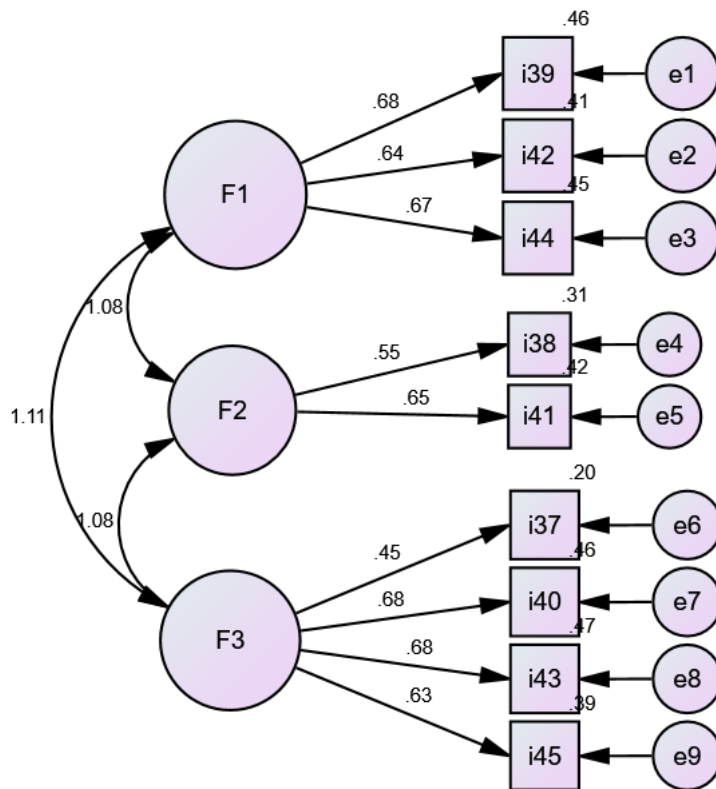 .46
.68
i39
e1
.41
.64
i42
e2
F1
.45
.67
i44
e3
1.08
.31
i38
e4
.55
.42
F2
.65
i41
e5
1.11
.20
1.08
i37
e6
.45
.46
.68
i40
e7
F3
.47
.68
i43
e8
.63
.39
i45
e9